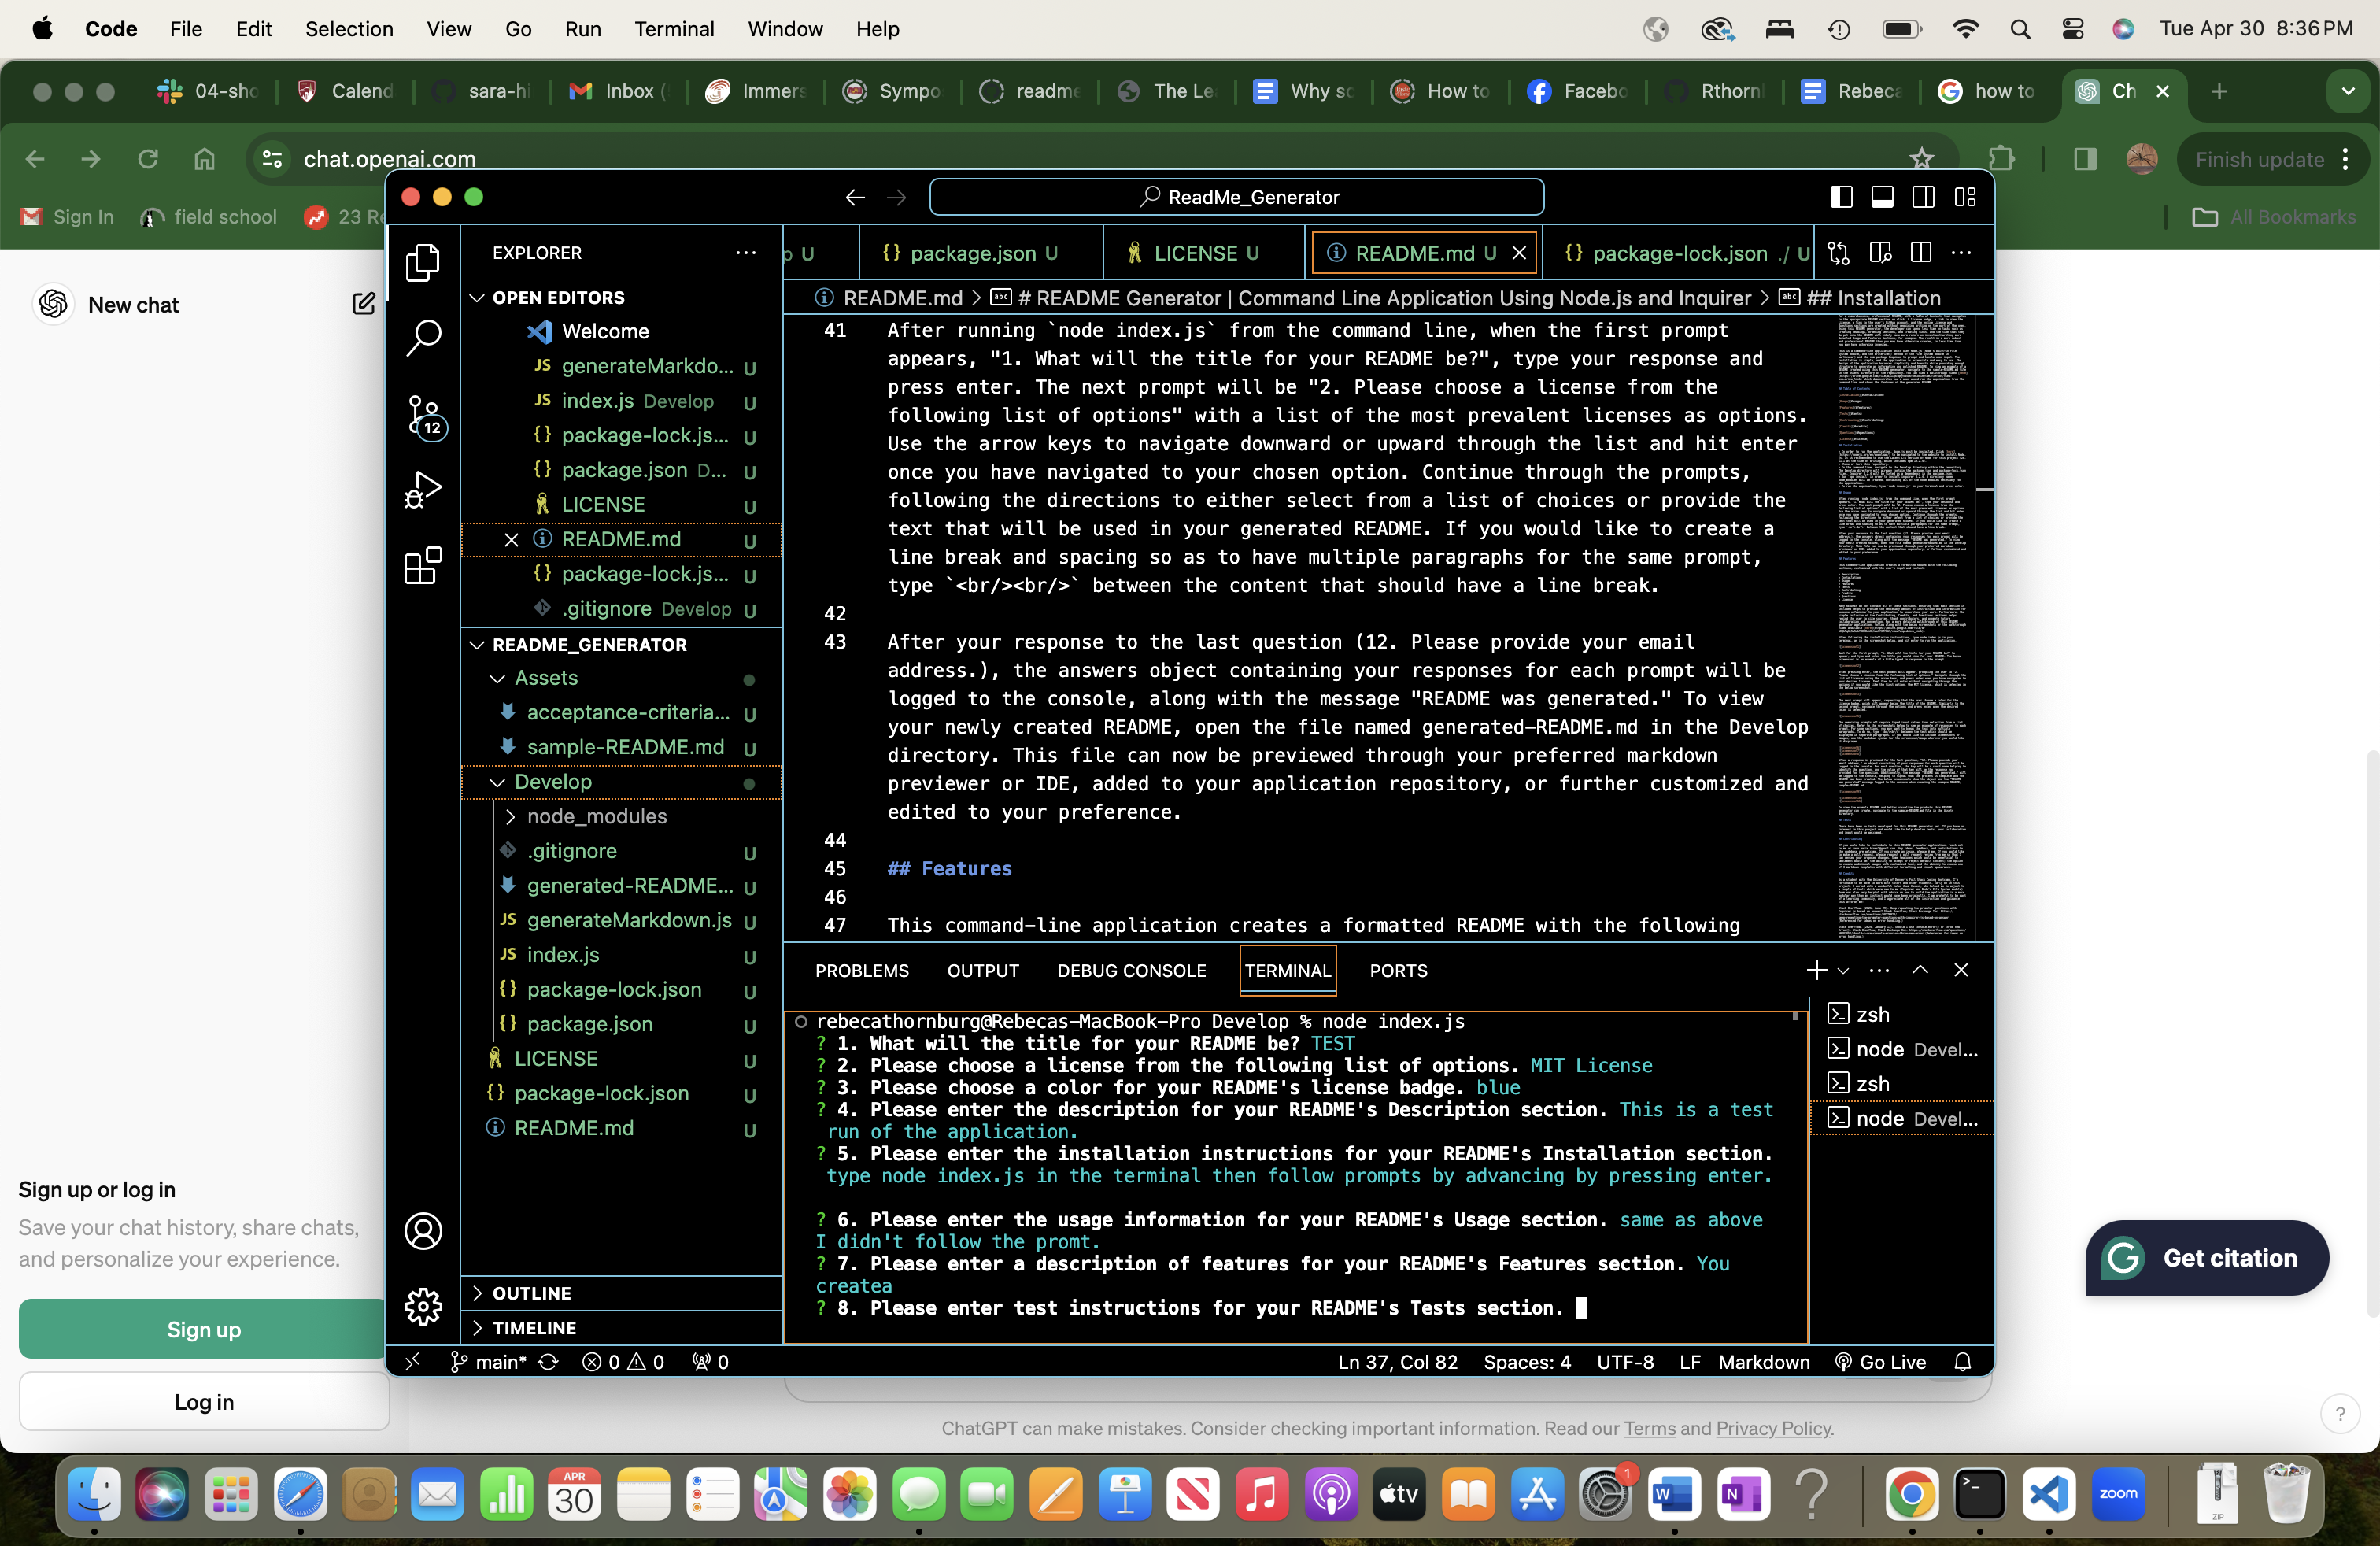 Code File Edit Selection View Go Run Terminal Window Help Tue Apr 30 8:36 PM
04-sho Calend sara-hi Inbox ( Immers Sympo readme The Le Why so How to Facebo Rthorn Rebeca how to Ch
chat.openai.com Finish update
Sign In field school 23 Re All Bookmarks
New chat
Sign up or log in
Save your chat history, share chats,
and personalize your experience.
Sign up
Log in
ReadMe_Generator
EXPLORER
OPEN EDITORS
Welcome
generateMarkdo... U
index.js Develop U
package-lock.js... U
package.json D... U
LICENSE U
README.md U
package-lock.js... U
.gitignore Develop U
README_GENERATOR
Assets
acceptance-criteria... U
sample-README.md U
Develop
node_modules
.gitignore U
generated-README... U
generateMarkdown.js U
index.js U
package-lock.json U
package.json U
LICENSE U
package-lock.json U
README.md U
OUTLINE
TIMELINE
12
p U package.json U LICENSE U README.md U package-lock.json ./ U
README.md > # README Generator | Command Line Application Using Node.js and Inquirer > ## Installation
41 After running `node index.js` from the command line, when the first prompt
appears, "1. What will the title for your README be?", type your response and
press enter. The next prompt will be "2. Please choose a license from the
following list of options" with a list of the most prevalent licenses as options.
Use the arrow keys to navigate downward or upward through the list and hit enter
once you have navigated to your chosen option. Continue through the prompts,
following the directions to either select from a list of choices or provide the
text that will be used in your generated README. If you would like to create a
line break and spacing so as to have multiple paragraphs for the same prompt,
type `<br/><br/>` between the content that should have a line break.
42
43 After your response to the last question (12. Please provide your email
address.), the answers object containing your responses for each prompt will be
logged to the console, along with the message "README was generated." To view
your newly created README, open the file named generated-README.md in the Develop
directory. This file can now be previewed through your preferred markdown
previewer or IDE, added to your application repository, or further customized and
edited to your preference.
44
45 ## Features
46
47 This command-line application creates a formatted README with the following
PROBLEMS OUTPUT DEBUG CONSOLE TERMINAL PORTS
rebecathornburg@Rebecas-MacBook-Pro Develop % node index.js
? 1. What will the title for your README be? TEST
? 2. Please choose a license from the following list of options. MIT License
? 3. Please choose a color for your README's license badge. blue
? 4. Please enter the description for your README's Description section. This is a test
run of the application.
? 5. Please enter the installation instructions for your README's Installation section.
type node index.js in the terminal then follow prompts by advancing by pressing enter.
? 6. Please enter the usage information for your README's Usage section. same as above
I didn't follow the promt.
? 7. Please enter a description of features for your README's Features section. You
createa
? 8. Please enter test instructions for your README's Tests section.
zsh
node Devel...
zsh
node Devel...
main* 0 0 0 Ln 37, Col 82 Spaces: 4 UTF-8 LF Markdown Go Live
Get citation
ChatGPT can make mistakes. Consider checking important information. Read our Terms and Privacy Policy.
?
APR
30
tv
1
W
N
?
zoom
ZIP